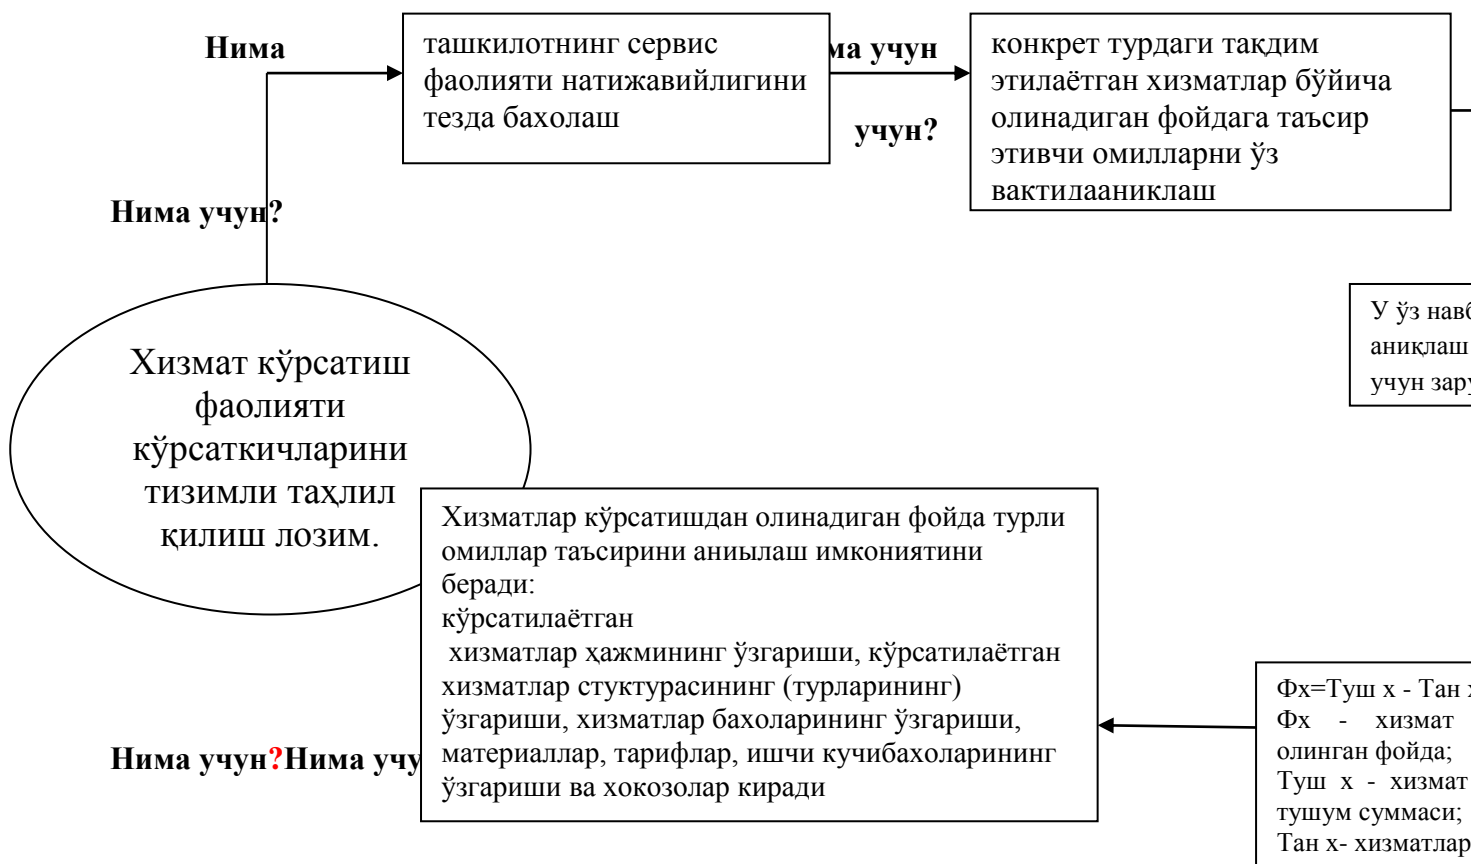 Нима
ташкилотнинг сервис
фаолияти натижавийлигини
тезда бахолаш
ма учун
учун?
конкрет турдаги тақдим
этилаётган хизматлар бўйича
олинадиган фойдага таъсир
этивчи омилларни ўз
вактидааниклаш
Нима учун?
У ўз
аниқлаш
учун
Хизмат кўрсатиш
фаолияти
кўрсаткичларини
тизимли таҳлил
қилиш лозим.
Хизматлар кўрсатишдан олинадиган фойда турли
омиллар таъсирини аниылаш имкониятини
беради:
кўрсатилаётган
хизматлар ҳажмининг ўзгариши, кўрсатилаётган
хизматлар стуктурасининг (турларининг)
ўзгариши, хизматлар бахоларининг ўзгариши,
материаллар, тарифлар, ишчи кучибахоларининг
ўзгариши ва хокозолар киради
Нима учун?Нима учу
Фх=Туш х - Тан х
Фх - хизмат
олинган фойда;
Туш х - хизмат
тушум суммаси;
Тан х- хизматлар